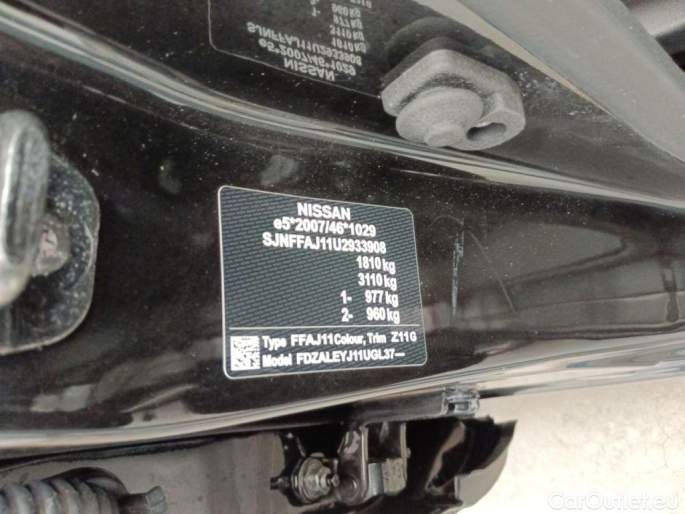 NISSAN
e5*2007/46*1029
SJNFFAJ11U2933908
1810 kg
3110 kg
1- 977 kg
2- 960 kg
Type FFAJ11 Colour, Trim Z11G
Model FDZALEYJ11UGL37---
CarOutlet.eu